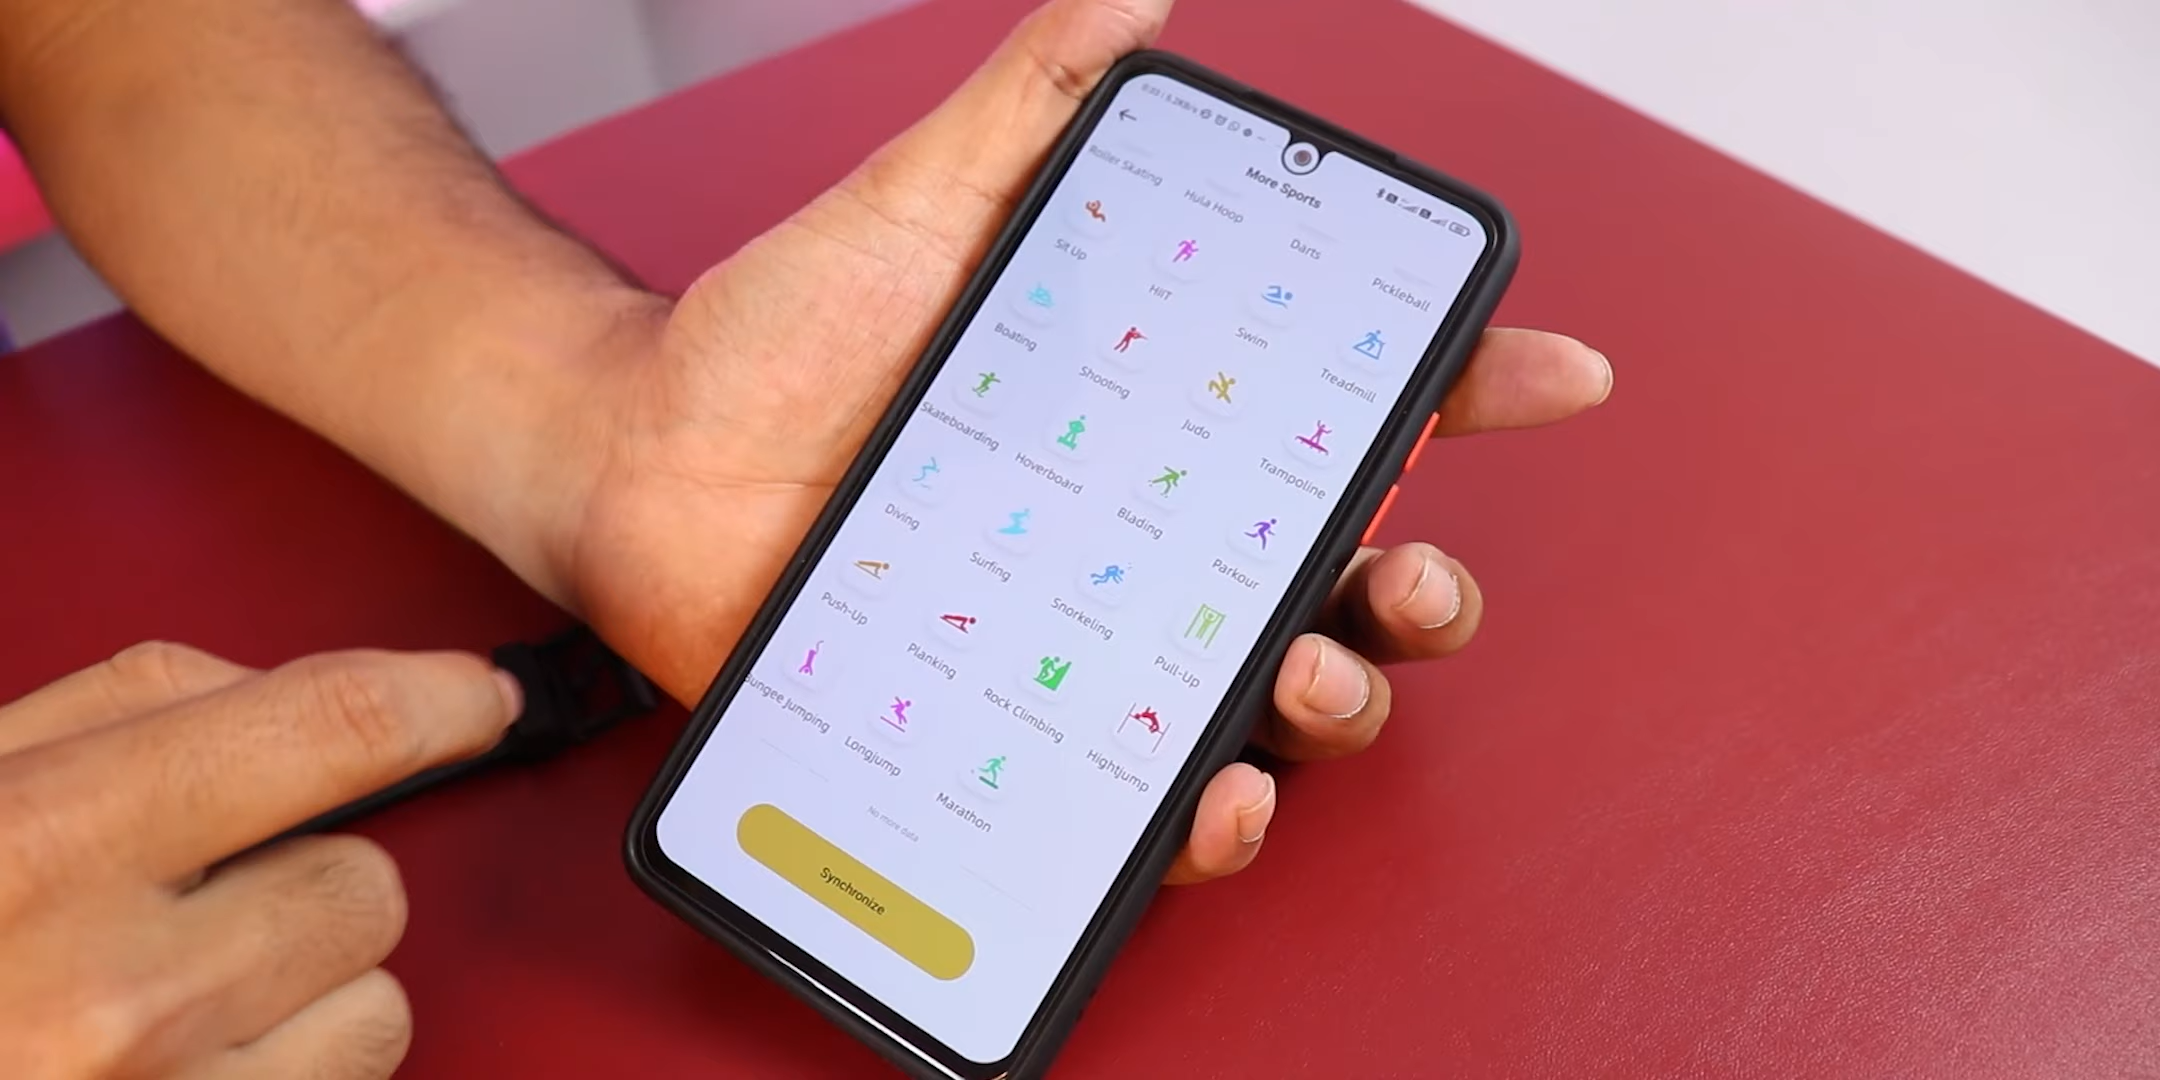 More Sports
Roller Skating Hula Hoop Darts Pickleball
Sit Up HIIT Swim Treadmill
Boating Shooting Judo Trampoline
Skateboarding Hoverboard Blading Parkour
Diving Surfing Snorkeling Pull-Up
Push-Up Planking Rock Climbing Hightjump
Bungee Jumping Longjump Marathon
No more data
Synchronize